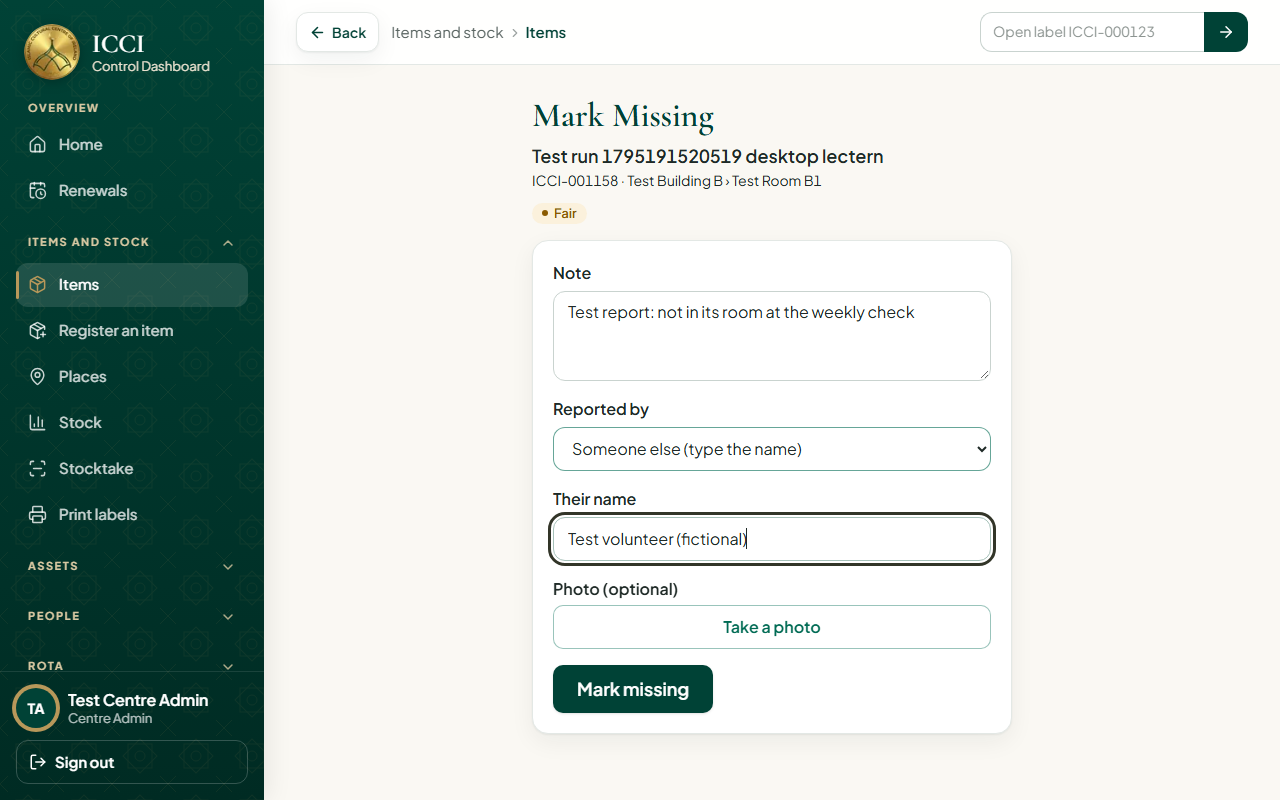 ICCI
Control Dashboard
OVERVIEW
Home
Renewals
ITEMS AND STOCK
Items
Register an item
Places
Stock
Stocktake
Print labels
ASSETS
PEOPLE
ROTA
TA
Test Centre Admin
Centre Admin
Sign out
Back
Items and stock › Items
Open label ICCI-000123
Mark Missing
Test run 1795191520519 desktop lectern
ICCI-001158 · Test Building B › Test Room B1
Fair
Note
Test report: not in its room at the weekly check
Reported by
Someone else (type the name)
Their name
Test volunteer (fictional)
Photo (optional)
Take a photo
Mark missing